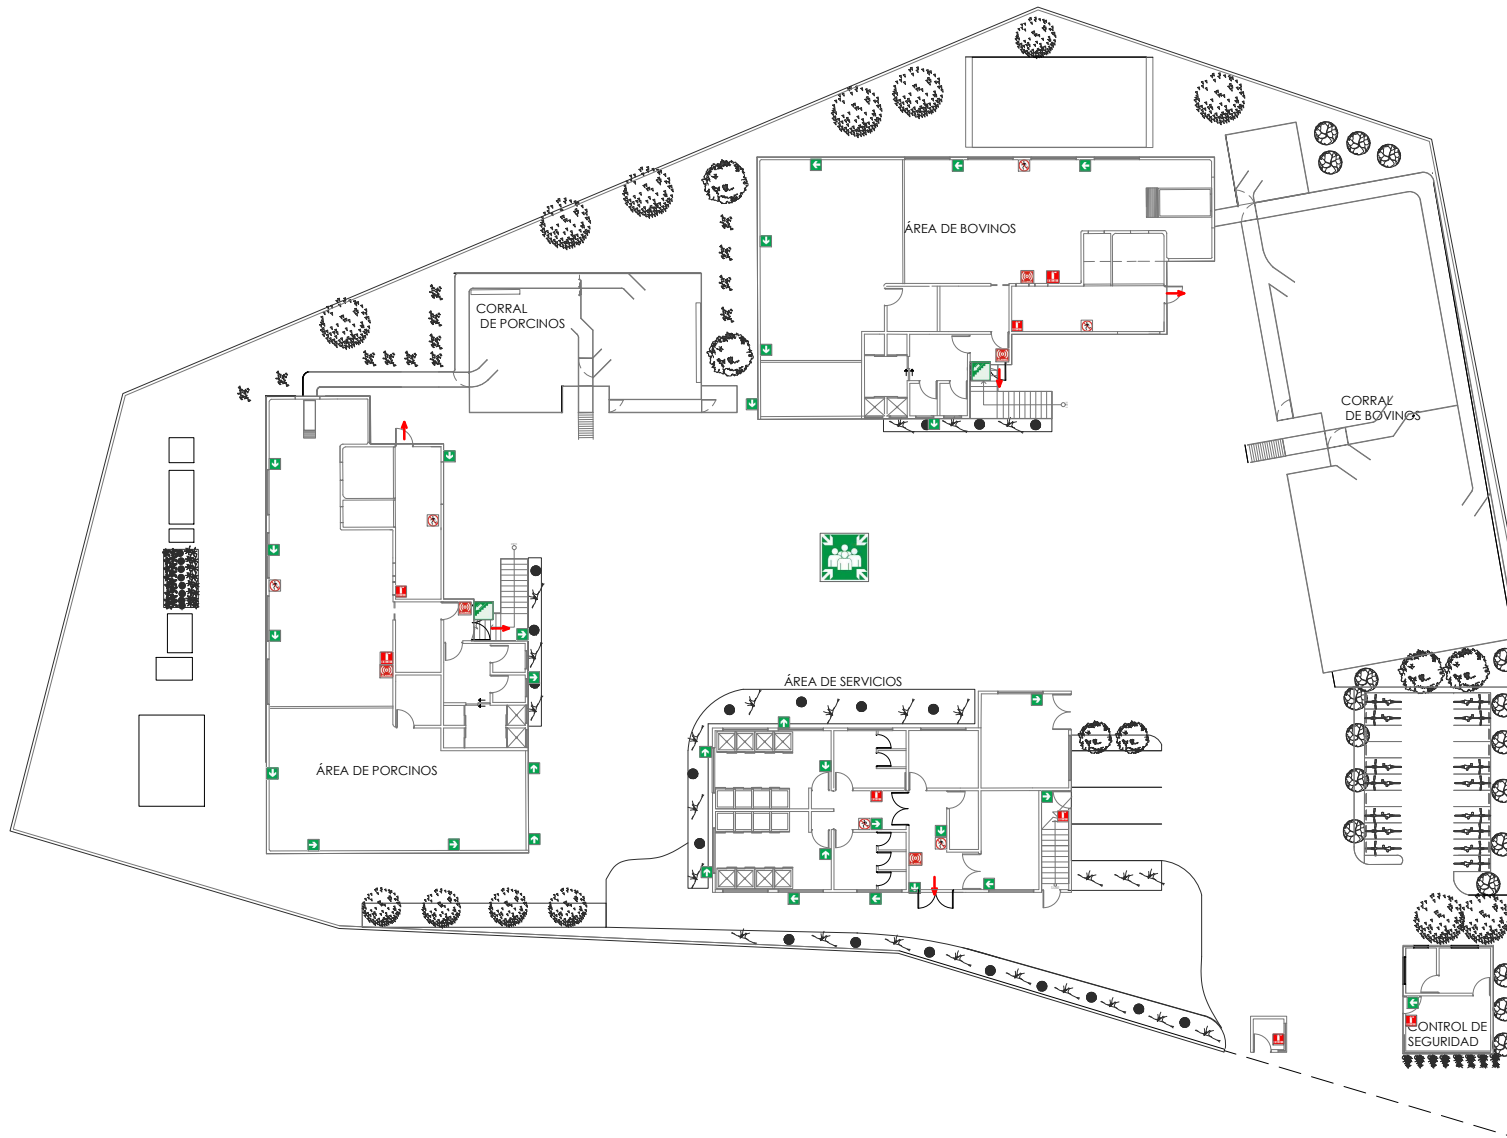 ÁREA DE BOVINOS
CORRAL
DE PORCINOS
CORRAL
DE BOVINOS
ÁREA DE SERVICIOS
ÁREA DE PORCINOS
CONTROL DE
SEGURIDAD